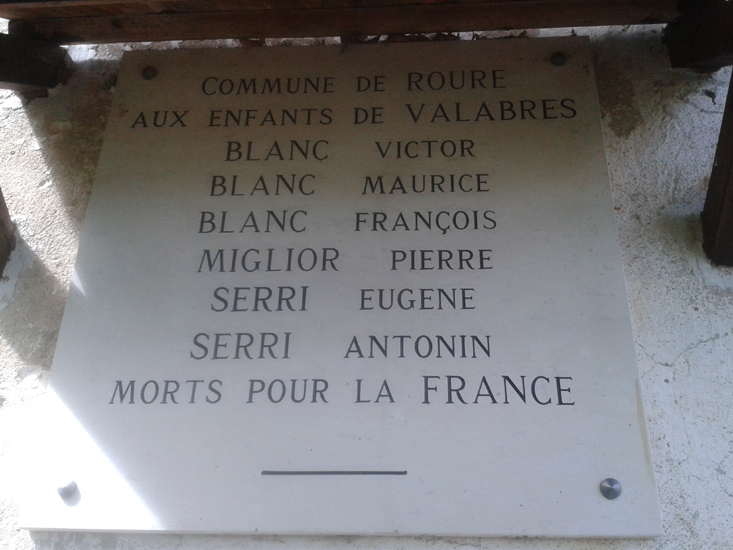 COMMUNE DE ROURE
AUX ENFANTS DE VALABRES
BLANC VICTOR
BLANC MAURICE
BLANC FRANÇOIS
MIGLIOR PIERRE
SERRI EUGENE
SERRI ANTONIN
MORTS POUR LA FRANCE